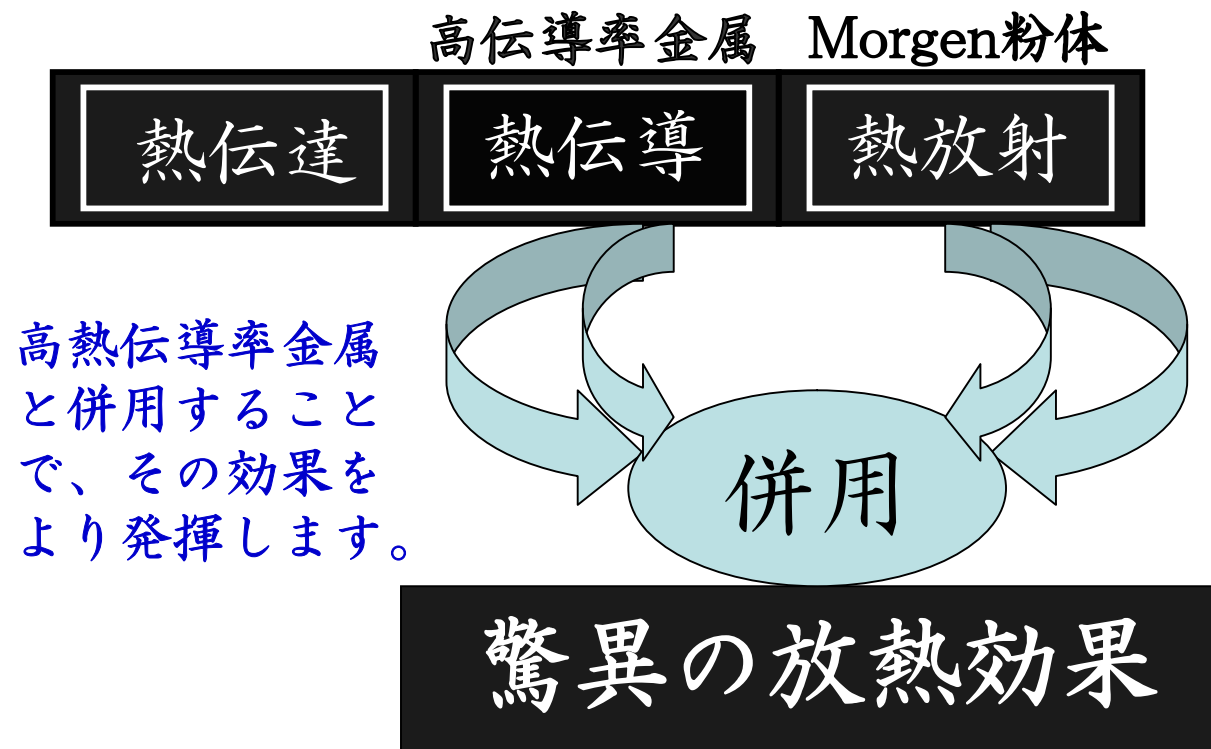 高伝導率金属 Morgen粉体
熱伝達 熱伝導 熱放射
高熱伝導率金属
と併用すること
で、その効果を
より発揮します。
併用
驚異の放熱効果